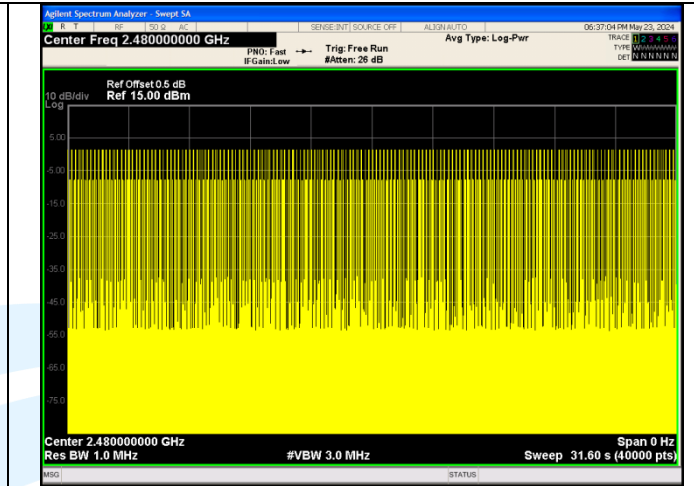 Agilent Spectrum Analyzer - Swept SA
R T RF 50 Ω AC SENSE:INT SOURCE OFF ALIGN AUTO 06:37:04 PM May 23, 2024
Center Freq 2.480000000 GHz Avg Type: Log-Pwr TRACE 1 2 3 4 5 6
PNO: Fast Trig: Free Run TYPE
IFGain:Low #Atten: 26 dB DET N N N N N N
Ref Offset 0.5 dB
10 dB/div Ref 15.00 dBm
Log
5.00
-5.00
-15.0
-25.0
-35.0
-45.0
-55.0
-65.0
-75.0
Center 2.480000000 GHz Span 0 Hz
Res BW 1.0 MHz #VBW 3.0 MHz Sweep 31.60 s (40000 pts)
MSG STATUS